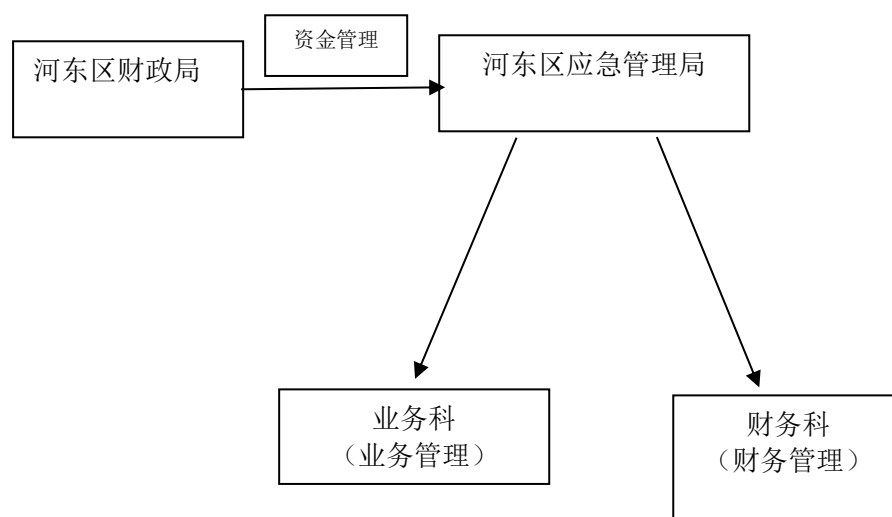 资金管理
河东区财政局
河东区应急管理局
业务科
（业务管理）
财务科
（财务管理）